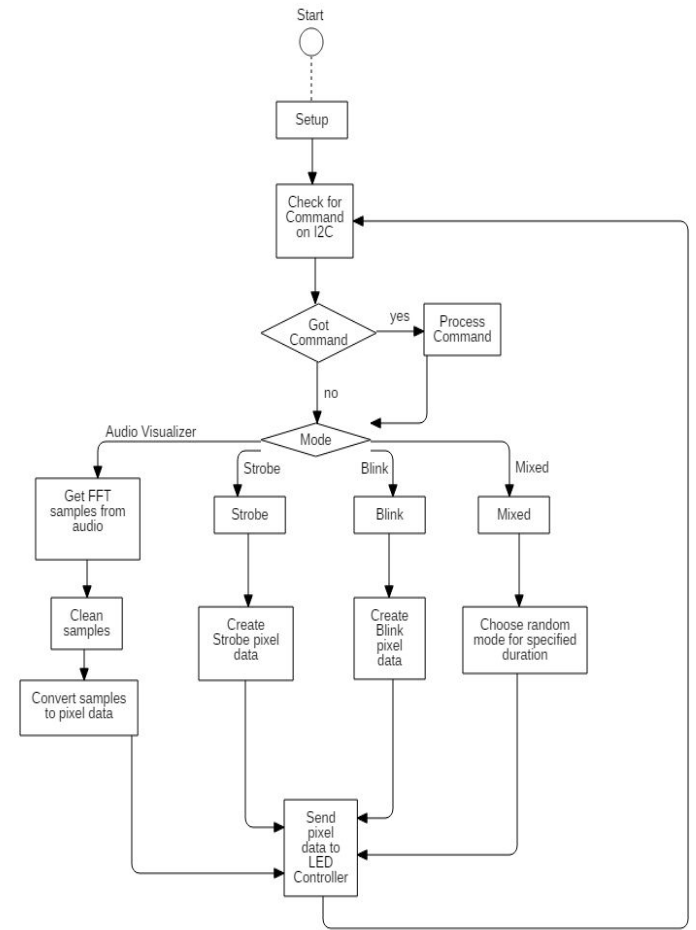 Start
Setup
Check for
Command
on I2C
Got
Command
yes
Process
Command
no
Mode
Audio Visualizer
Strobe
Blink
Mixed
Get FFT
samples from
audio
Strobe
Blink
Mixed
Clean
samples
Create
Strobe pixel
data
Create
Blink
pixel
data
Choose random
mode for specified
duration
Convert samples
to pixel data
Send
pixel
data to
LED
Controller